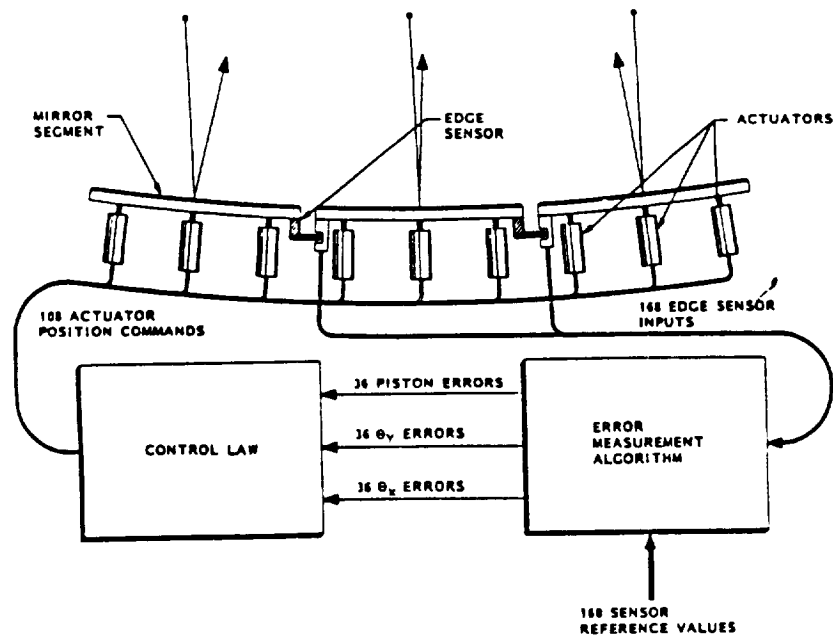 MIRROR
SEGMENT
EDGE
SENSOR
ACTUATORS
108 ACTUATOR
POSITION COMMANDS
168 EDGE SENSOR
INPUTS
36 PISTON ERRORS
CONTROL LAW
36 θY ERRORS
ERROR
MEASUREMENT
ALGORITHM
36 θX ERRORS
168 SENSOR
REFERENCE VALUES